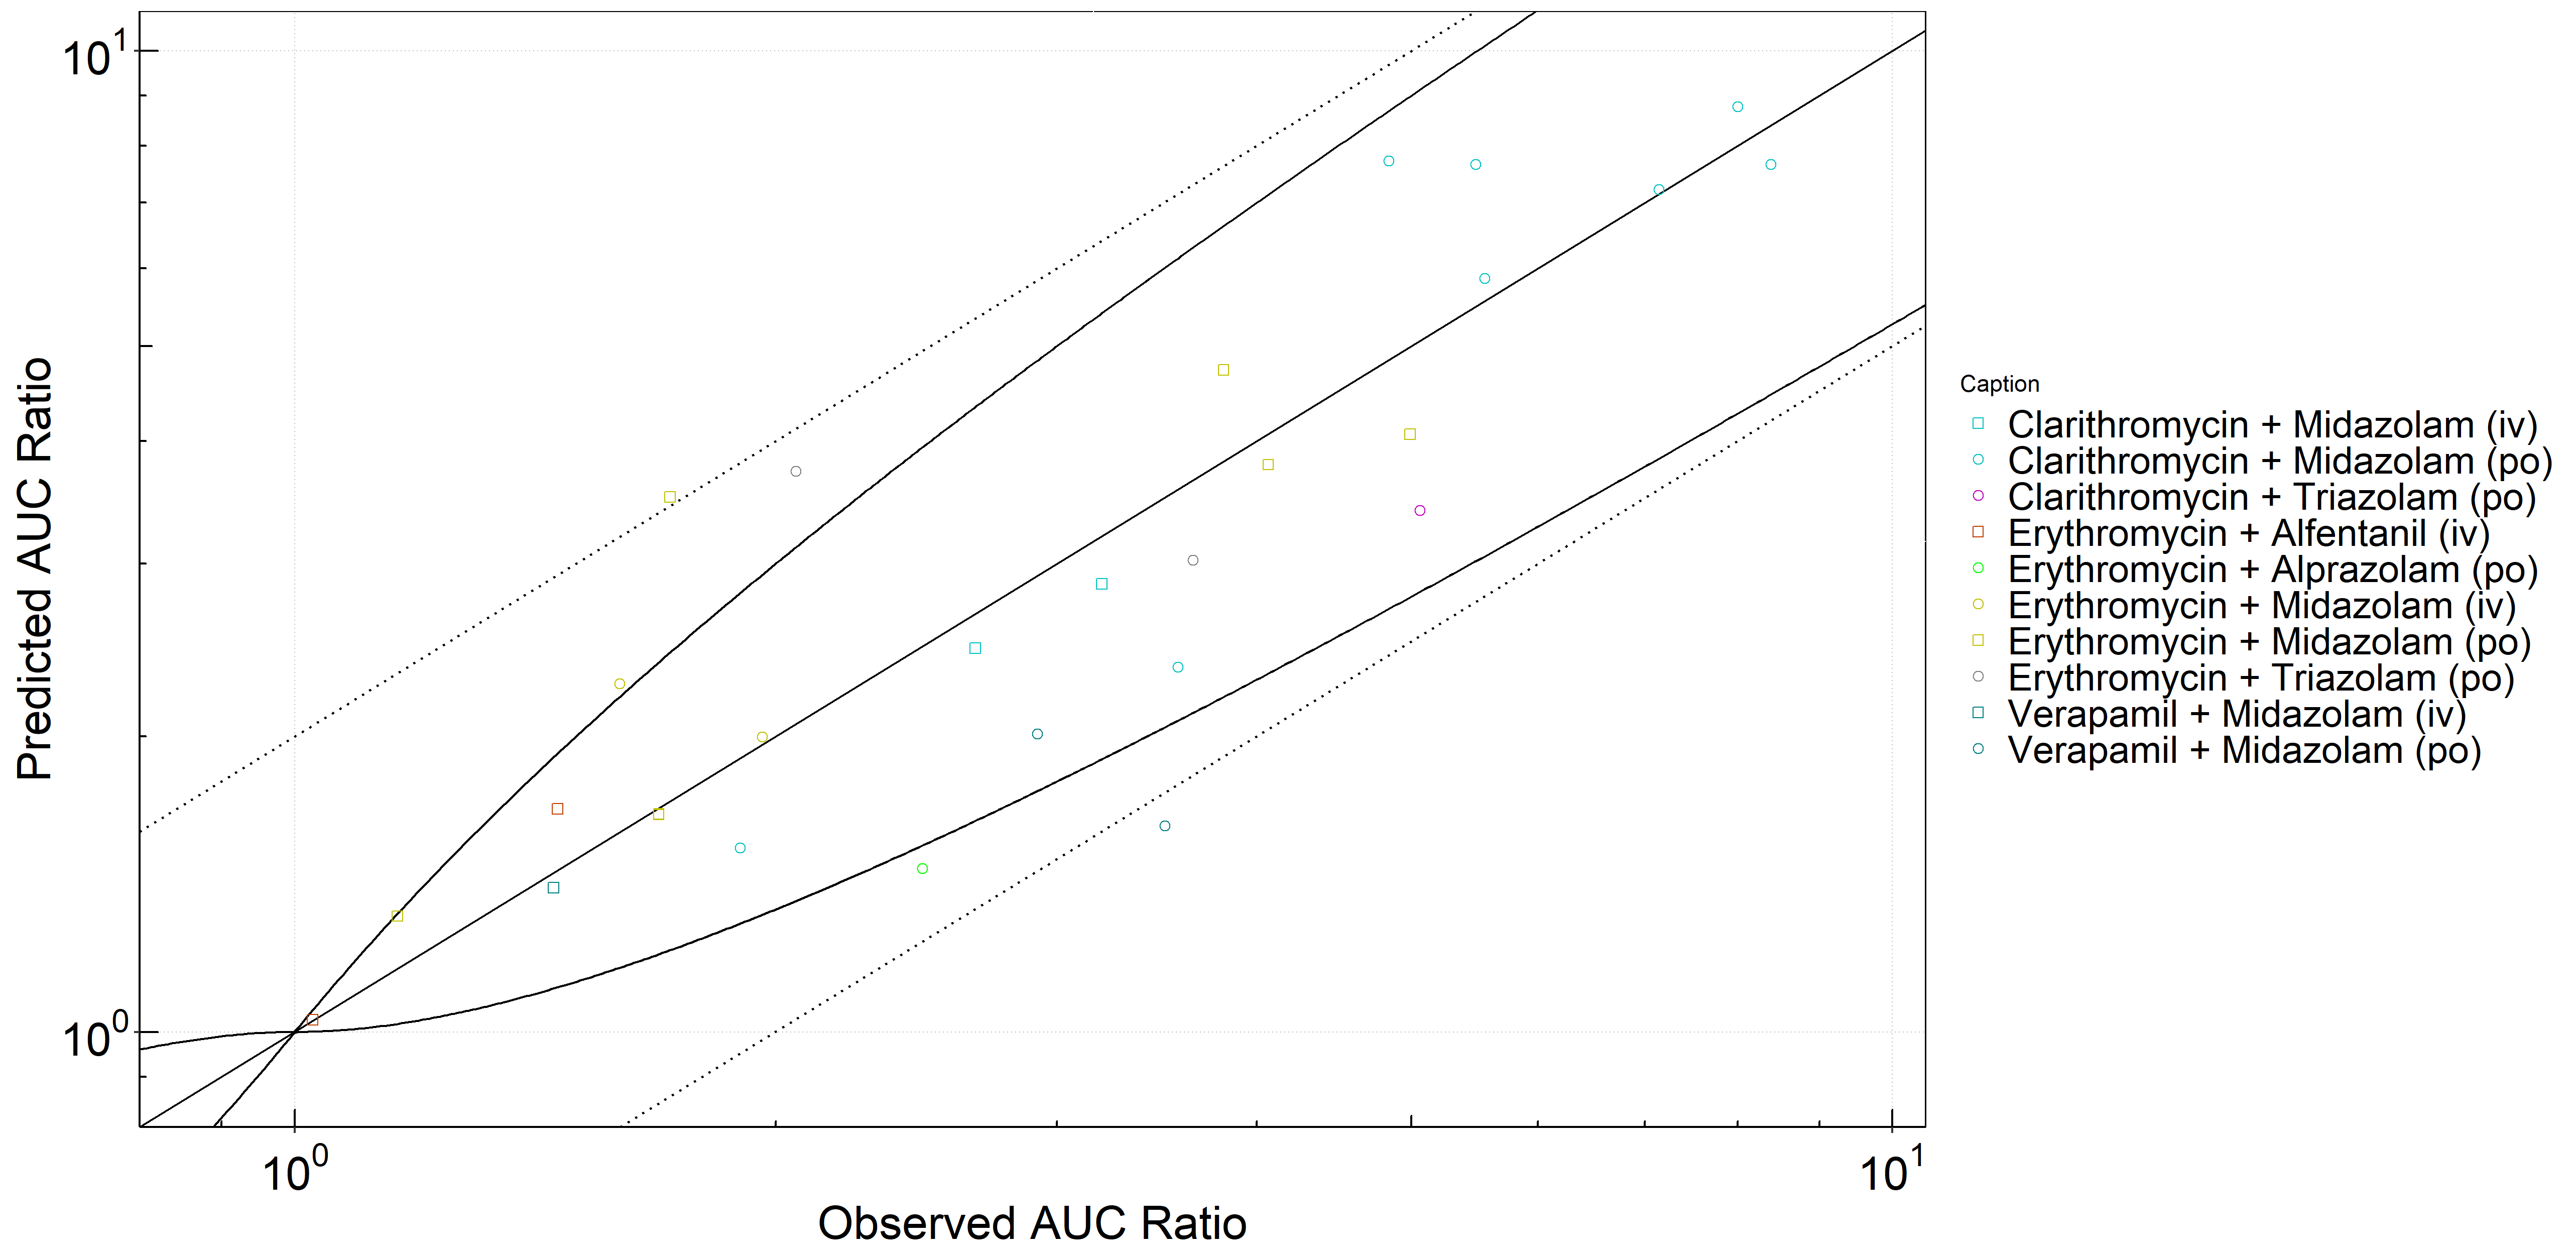 10¹
10⁰
Predicted AUC Ratio
10⁰
10¹
Observed AUC Ratio
Caption
Clarithromycin + Midazolam (iv)
Clarithromycin + Midazolam (po)
Clarithromycin + Triazolam (po)
Erythromycin + Alfentanil (iv)
Erythromycin + Alprazolam (po)
Erythromycin + Midazolam (iv)
Erythromycin + Midazolam (po)
Erythromycin + Triazolam (po)
Verapamil + Midazolam (iv)
Verapamil + Midazolam (po)